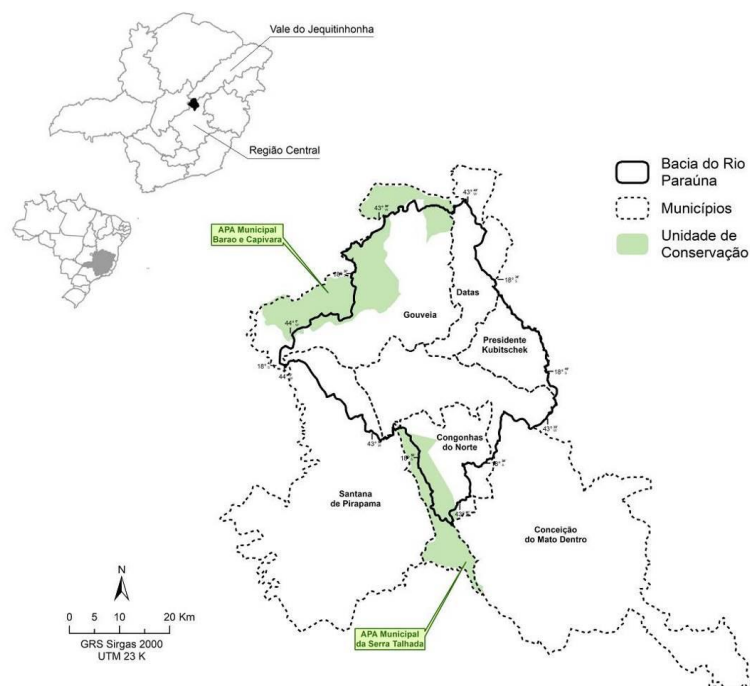 Vale do Jequitinhonha
Região Central
Bacia do Rio
Paraúna
Municípios
Unidade de
Conservação
APA Municipal
Barao e Capivara
Datas
Gouveia
Presidente
Kubitschek
Congonhas
do Norte
Santana
de Pirapama
Conceição
do Mato Dentro
APA Municipal
da Serra Talhada
N
0 5 10 20 Km
GRS Sirgas 2000
UTM 23 K